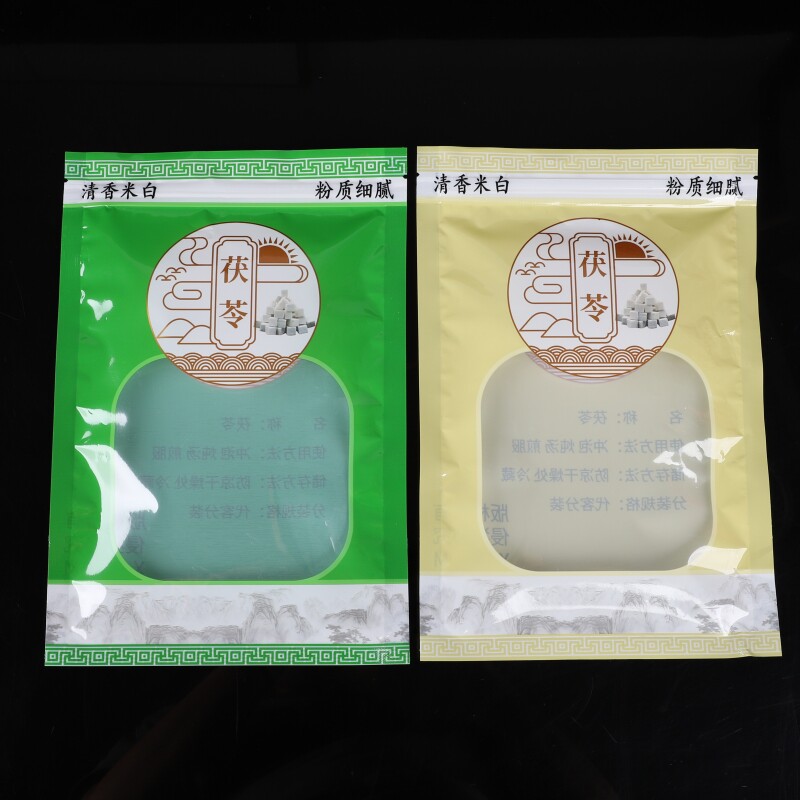 清香米白
粉质细腻
茯苓
名 称：茯苓
使用方法：冲泡 炖汤 煎服
储存方法：防凉干燥处冷藏
分装规格：代客分装
清香米白
粉质细腻
茯苓
名 称：茯苓
使用方法：冲泡 炖汤 煎服
储存方法：防凉干燥处冷藏
分装规格：代客分装
版
侵